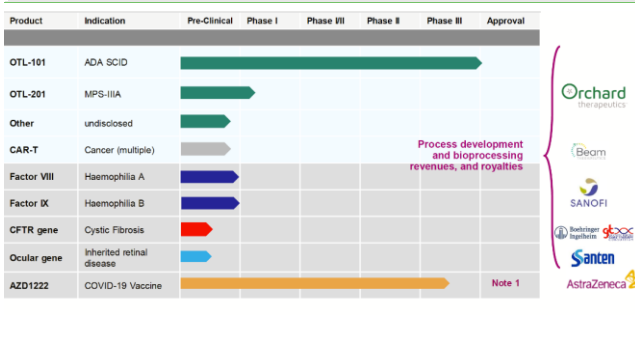 Product Indication Pre-Clinical Phase I Phase I/II Phase II Phase III Approval
OTL-101 ADA SCID
OTL-201 MPS-IIIA
Other undisclosed
CAR-T Cancer (multiple)
Process development
and bioprocessing
revenues, and royalties
Factor VIII Haemophilia A
Factor IX Haemophilia B
CFTR gene Cystic Fibrosis
Ocular gene Inherited retinal
disease
AZD1222 COVID-19 Vaccine Note 1
Orchard
therapeutics
Beam
SANOFI
Boehringer
Ingelheim
Santen
AstraZeneca